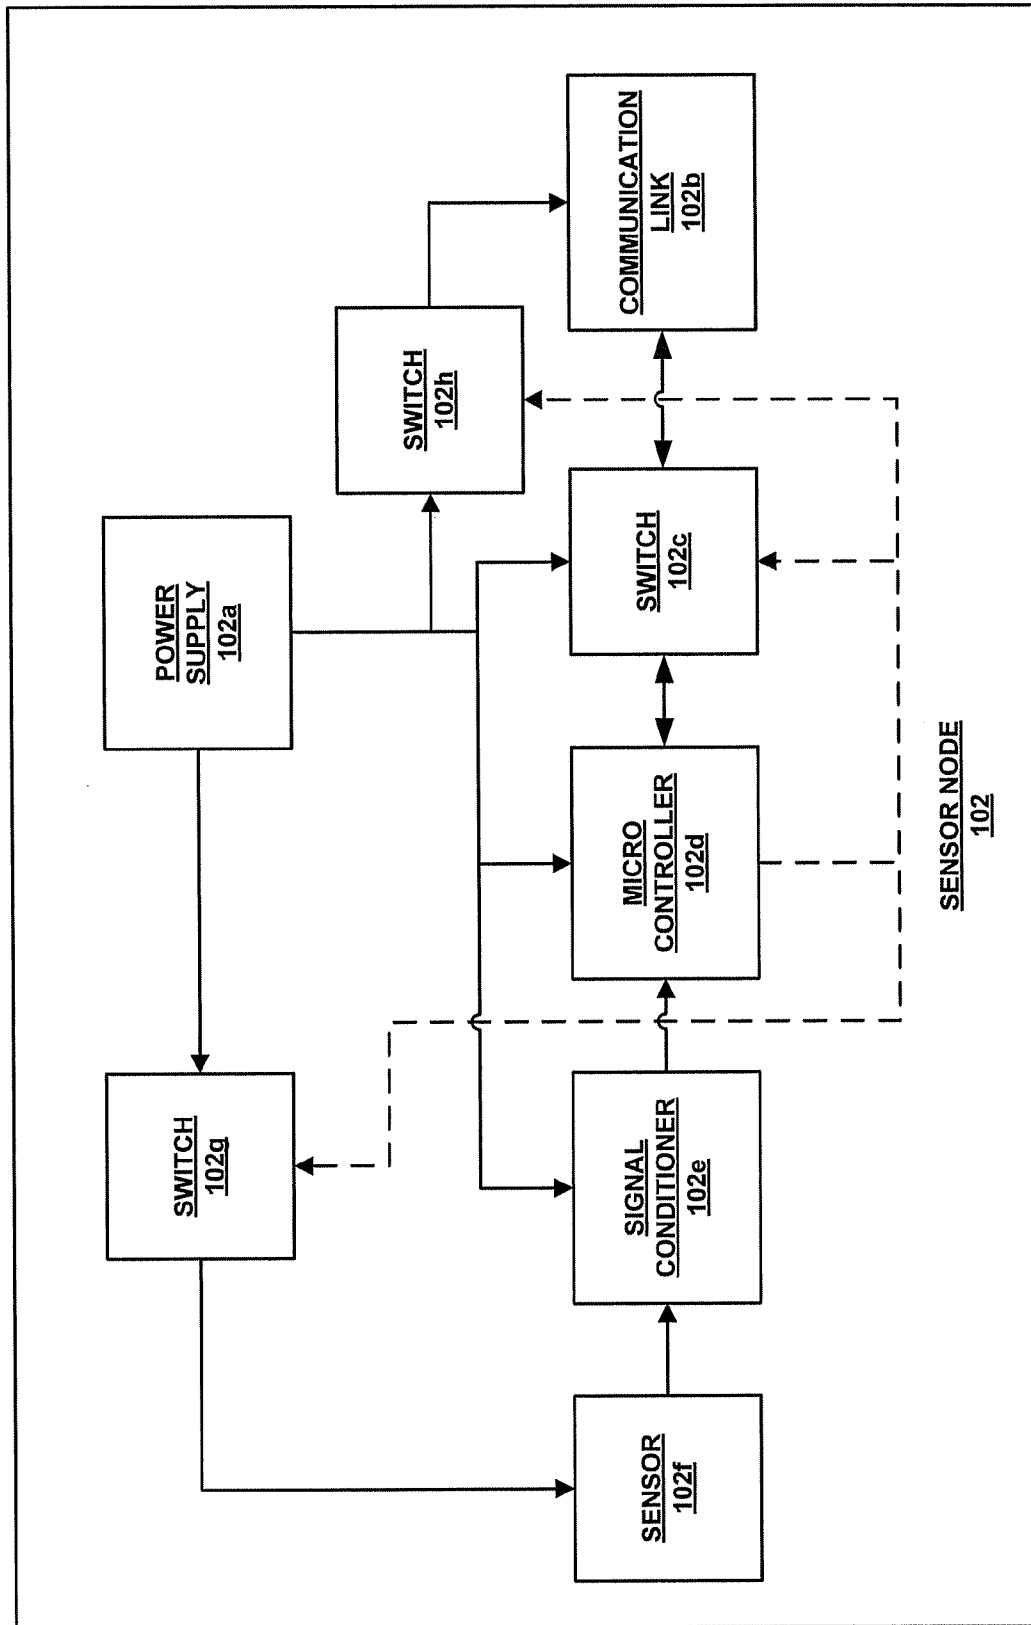 POWER
SUPPLY
102a
SWITCH
102g
SWITCH
102h
SENSOR
102f
SIGNAL
CONDITIONER
102e
MICRO
CONTROLLER
102d
SWITCH
102c
COMMUNICATION
LINK
102b
SENSOR NODE
102